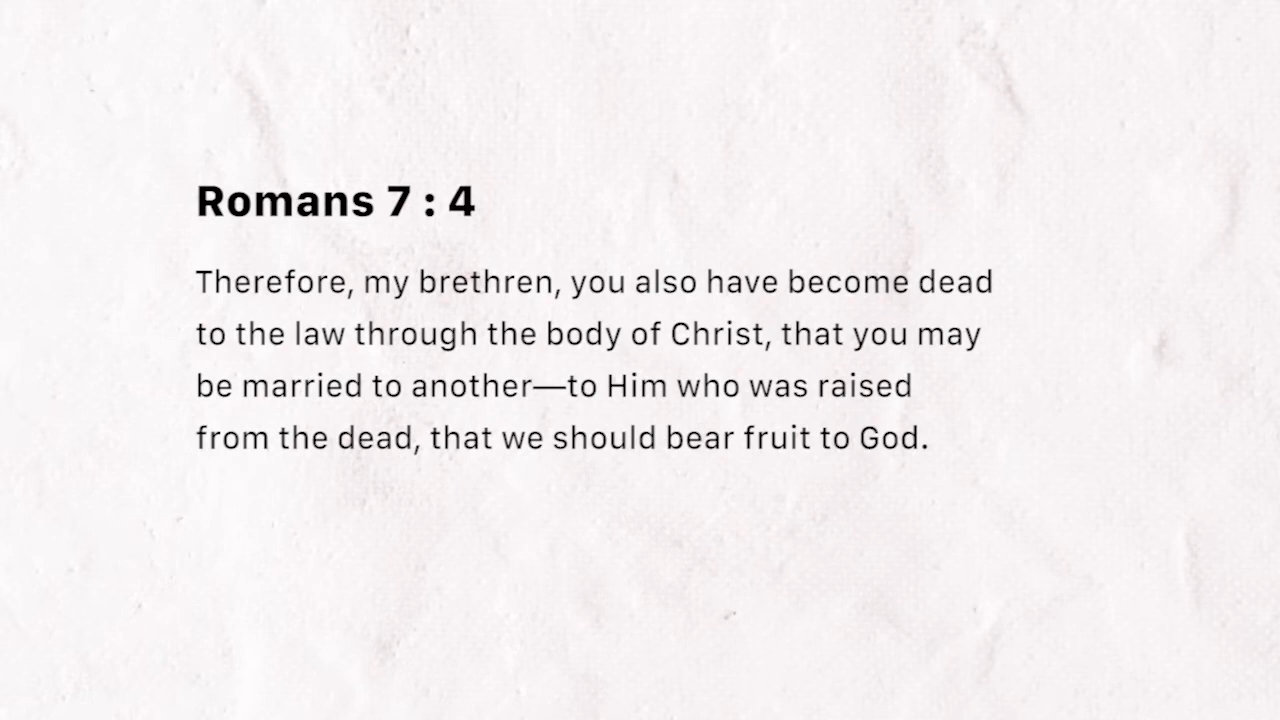 Romans 7 : 4
Therefore, my brethren, you also have become dead
to the law through the body of Christ, that you may
be married to another—to Him who was raised
from the dead, that we should bear fruit to God.